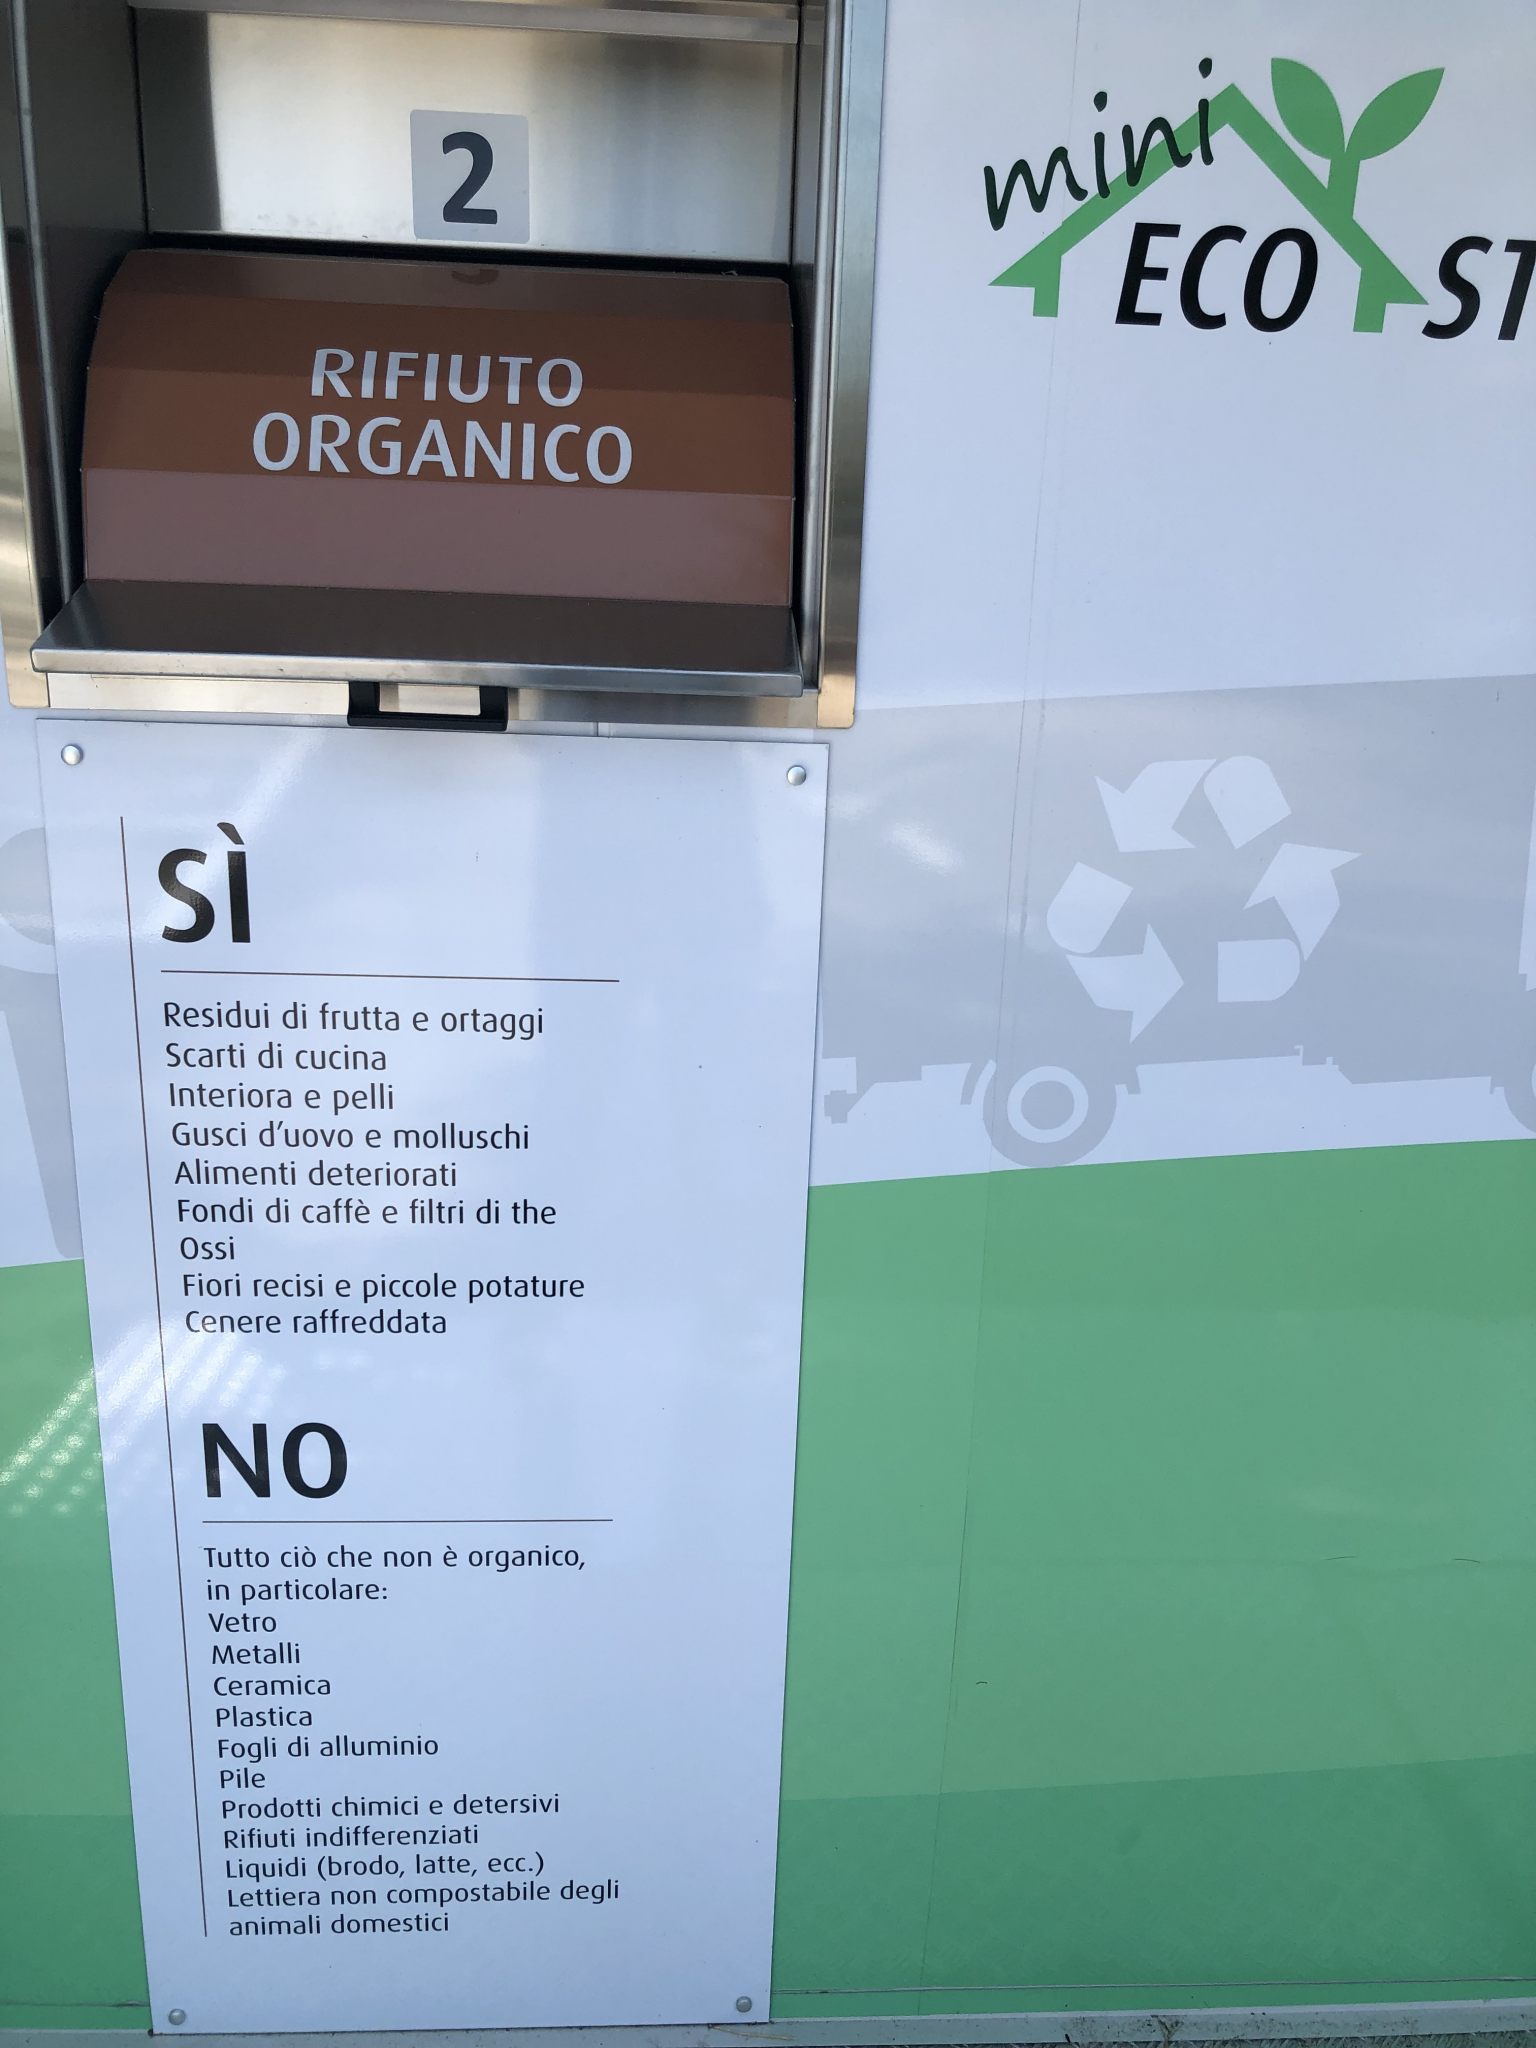 2
RIFIUTO
ORGANICO
mini
ECO ST
SÌ
Residui di frutta e ortaggi
Scarti di cucina
Interiora e pelli
Gusci d'uovo e molluschi
Alimenti deteriorati
Fondi di caffè e filtri di the
Ossi
Fiori recisi e piccole potature
Cenere raffreddata
NO
Tutto ciò che non è organico,
in particolare:
Vetro
Metalli
Ceramica
Plastica
Fogli di alluminio
Pile
Prodotti chimici e detersivi
Rifiuti indifferenziati
Liquidi (brodo, latte, ecc.)
Lettiera non compostabile degli
animali domestici